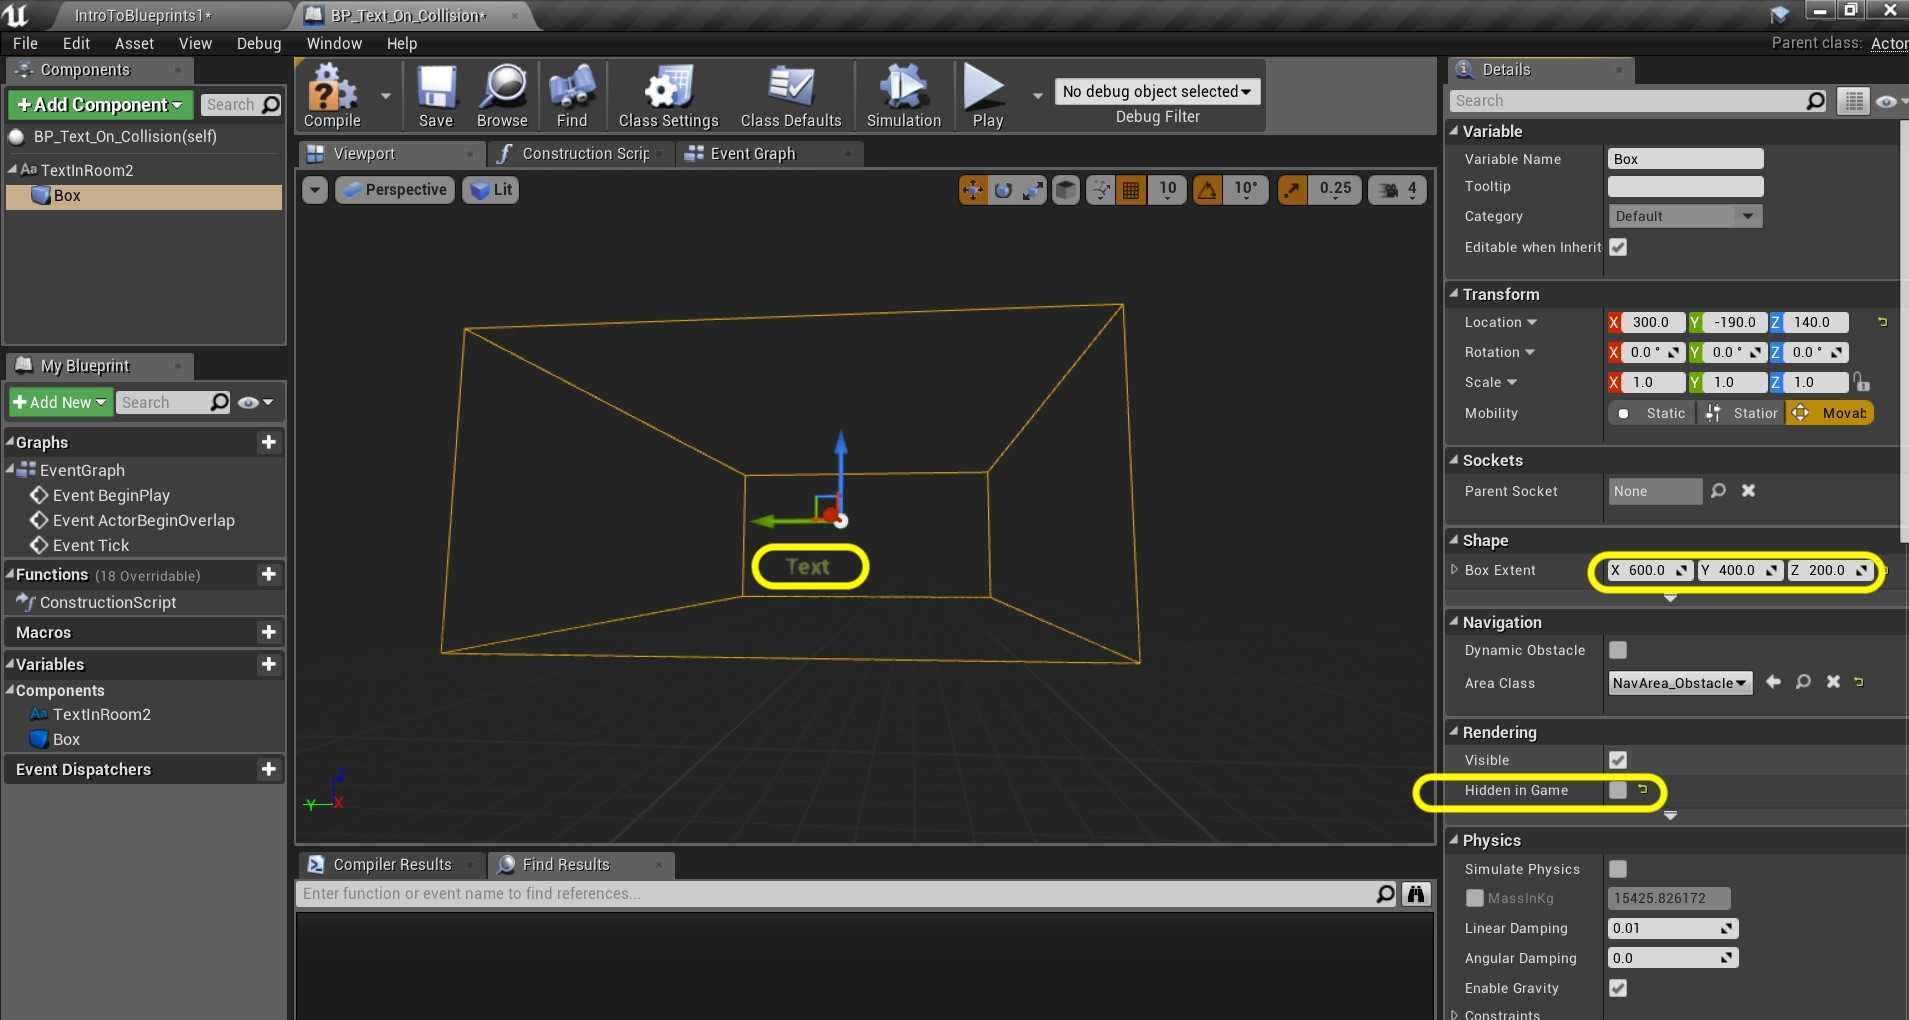 IntroToBlueprints1*
BP_Text_On_Collision*
File Edit Asset View Debug Window Help
Parent class: Actor
Components
+Add Component
Search
BP_Text_On_Collision(self)
TextInRoom2
Box
My Blueprint
+Add New
Search
Graphs
EventGraph
Event BeginPlay
Event ActorBeginOverlap
Event Tick
Functions (18 Overridable)
ConstructionScript
Macros
Variables
Components
TextInRoom2
Box
Event Dispatchers
Compile
Save
Browse
Find
Class Settings
Class Defaults
Simulation
Play
No debug object selected
Debug Filter
Viewport
Construction Scrip
Event Graph
Perspective
Lit
10
10°
0.25
4
Text
Z
Y
X
Compiler Results
Find Results
Enter function or event name to find references...
Details
Search
Variable
Variable Name Box
Tooltip
Category Default
Editable when Inherit
Transform
Location X 300.0 Y -190.0 Z 140.0
Rotation X 0.0 ° Y 0.0 ° Z 0.0 °
Scale X 1.0 Y 1.0 Z 1.0
Mobility Static Station Movab
Sockets
Parent Socket None
Shape
Box Extent X 600.0 Y 400.0 Z 200.0
Navigation
Dynamic Obstacle
Area Class NavArea_Obstacle
Rendering
Visible
Hidden in Game
Physics
Simulate Physics
MassInKg 15425.826172
Linear Damping 0.01
Angular Damping 0.0
Enable Gravity
Constraints